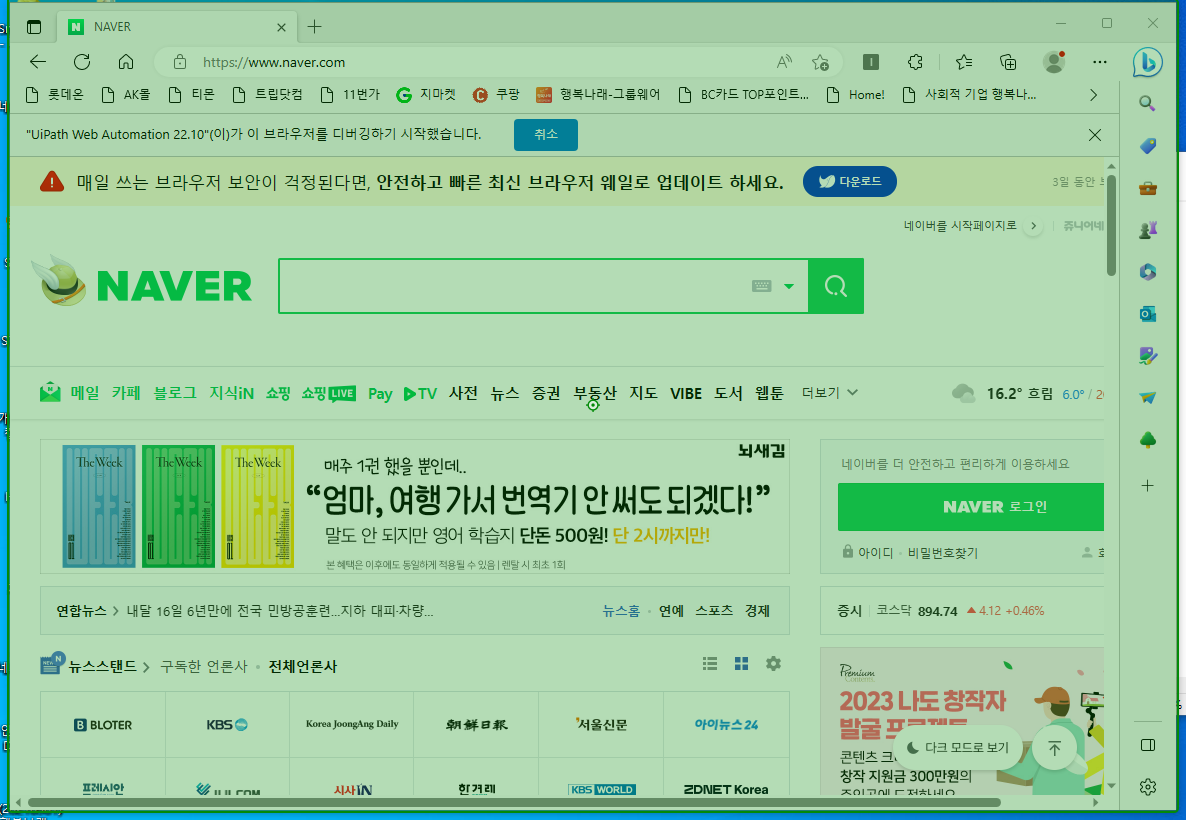 NAVER
https://www.naver.com
롯데온 AK몰 티몬 트립닷컴 11번가 지마켓 쿠팡 행복나래-그룹웨어 BC카드 TOP포인트... Home! 사회적 기업 행복나...
"UiPath Web Automation 22.10"(이)가 이 브라우저를 디버깅하기 시작했습니다. 취소
매일 쓰는 브라우저 보안이 걱정된다면, 안전하고 빠른 최신 브라우저 웨일로 업데이트 하세요. 다운로드 3일 동안
네이버를 시작페이지로 쥬니어네
NAVER
메일 카페 블로그 지식iN 쇼핑 쇼핑LIVE Pay TV 사전 뉴스 증권 부동산 지도 VIBE 도서 웹툰 더보기 16.2° 흐림 6.0° /
The Week The Week The Week
뇌새김
매주 1권 했을 뿐인데..
“엄마, 여행 가서 번역기 안 써도 되겠다!”
말도 안 되지만 영어 학습지 단돈 500원! 단 2시까지만!
본 혜택은 이후에도 동일하게 적용될 수 있음 | 렌탈 시 최초 1회
네이버를 더 안전하고 편리하게 이용하세요
NAVER 로그인
아이디 · 비밀번호찾기
연합뉴스 내달 16일 6년만에 전국 민방공훈련...지하 대피·차량... 뉴스홈 · 연예 스포츠 경제
증시 코스닥 894.74 ▲ 4.12 +0.46%
NEW N 뉴스스탠드 구독한 언론사 · 전체언론사
B BLOTER KBS Korea JoongAng Daily 朝鮮日報 서울신문 아이뉴스24
프레시안 시사IN 한겨레 KBS WORLD ZDNET Korea
Premium
Contents
2023 나도 창작자
발굴 프로젝트
콘텐츠
창작 지원금 300만원의
주인공에 도전하세요
다크 모드로 보기